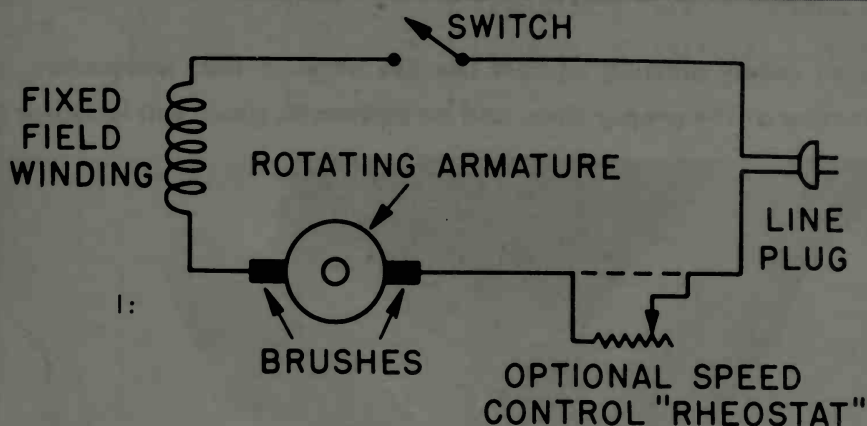 SWITCH
FIXED
FIELD
WINDING
ROTATING ARMATURE
LINE
PLUG
I:
BRUSHES
OPTIONAL SPEED
CONTROL "RHEOSTAT"